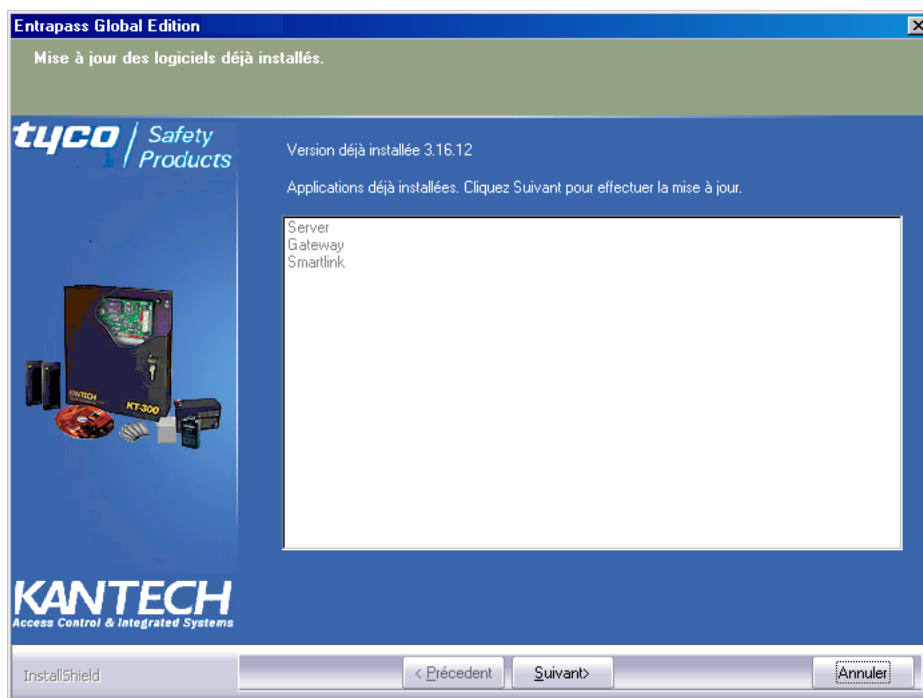 Entrapass Global Edition
Mise à jour des logiciels déjà installés.
tyco / Safety Products
Version déjà installée 3.16.12
Applications déjà installées. Cliquez Suivant pour effectuer la mise à jour.
Server
Gateway
Smartlink
KANTECH
KT-300
KANTECH
Access Control & Integrated Systems
InstallShield
< Précedent
Suivant>
Annuler